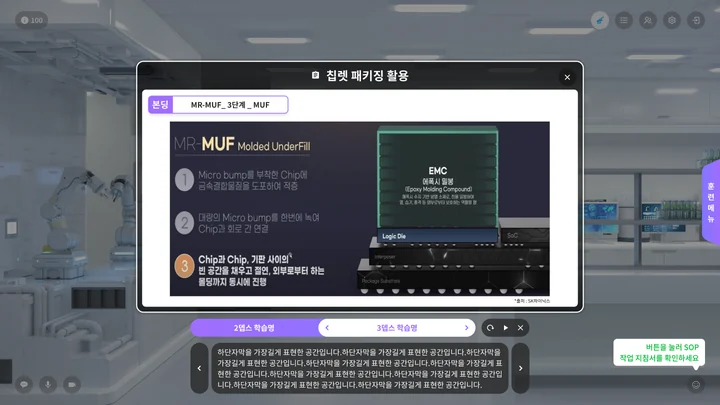 100
칩렛 패키징 활용
본딩
MR-MUF_ 3단계 _ MUF
MR-MUF Molded UnderFill
1
Micro bump를 부착한 Chip에
금속결합물질을 도포하여 적층
2
대량의 Micro bump를 한번에 녹여
Chip과 회로 간 연결
3
Chip과 Chip, 기판 사이의
빈 공간을 채우고 절연, 외부로부터 하는
몰딩까지 동시에 진행
EMC
에폭시 밀봉
(Epoxy Molding Compound)
Logic Die
SoC
Interposer
Package Substrate
*출처 : SK하이닉스
훈련메뉴
2뎁스 학습명
3뎁스 학습명
하단자막을 가장길게 표현한 공간입니다.하단자막을 가장길게 표현한 공간입니다.하단자막을
가장길게 표현한 공간입니다.하단자막을 가장길게 표현한 공간입니다.하단자막을 가장길게 표
현한 공간입니다.하단자막을 가장길게 표현한 공간입니다.하단자막을 가장길게 표현한 공간입
니다.하단자막을 가장길게 표현한 공간입니다.하단자막을 가장길게 표현한 공간입니다.
버튼을 눌러 SOP
작업 지침서를 확인하세요